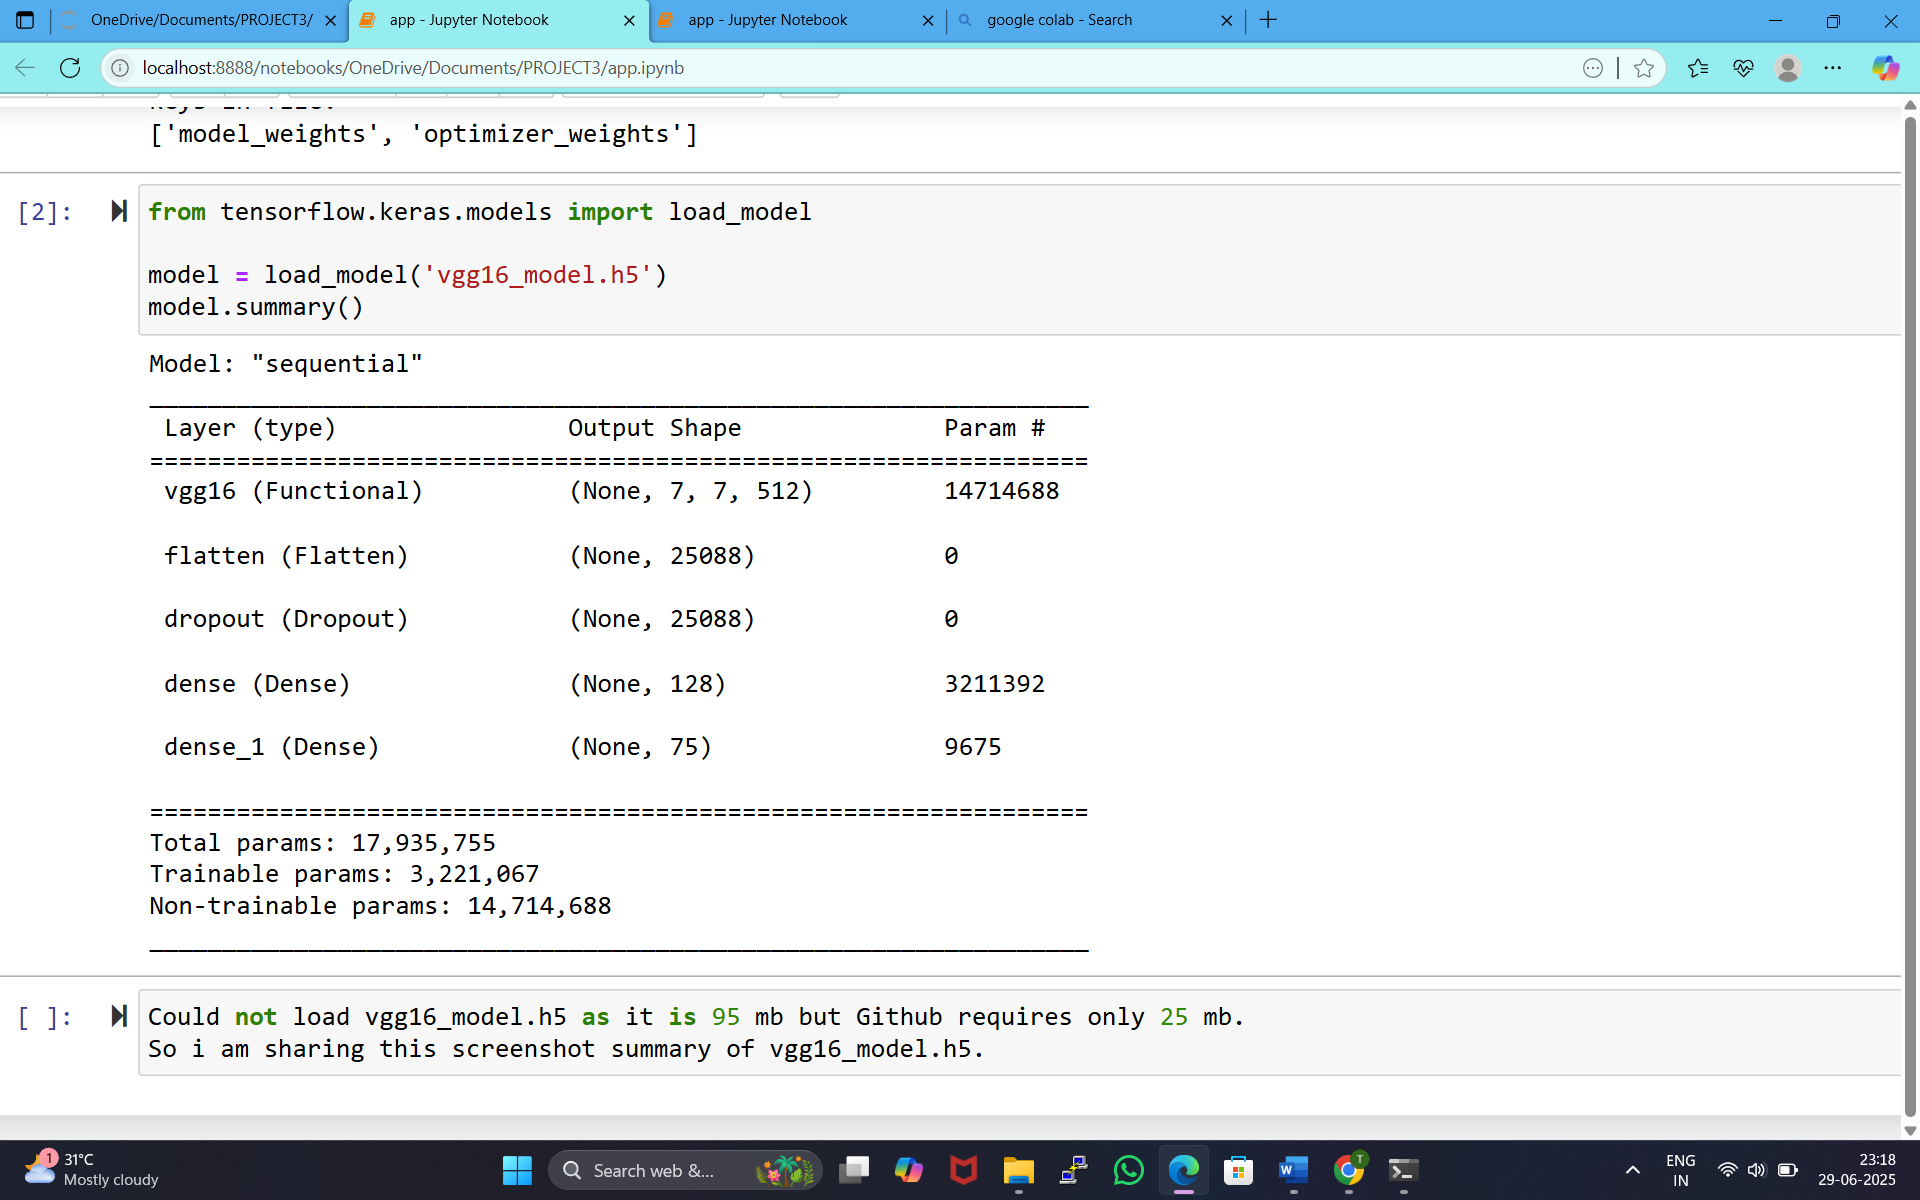 OneDrive/Documents/PROJECT3/
app - Jupyter Notebook
app - Jupyter Notebook
google colab - Search
localhost:8888/notebooks/OneDrive/Documents/PROJECT3/app.ipynb
['model_weights', 'optimizer_weights']
[2]:
from tensorflow.keras.models import load_model
model = load_model('vgg16_model.h5')
model.summary()
Model: "sequential"
_________________________________________________________________
Layer (type) Output Shape Param #
=================================================================
vgg16 (Functional) (None, 7, 7, 512) 14714688
flatten (Flatten) (None, 25088) 0
dropout (Dropout) (None, 25088) 0
dense (Dense) (None, 128) 3211392
dense_1 (Dense) (None, 75) 9675
=================================================================
Total params: 17,935,755
Trainable params: 3,221,067
Non-trainable params: 14,714,688
_________________________________________________________________
[ ]:
Could not load vgg16_model.h5 as it is 95 mb but Github requires only 25 mb.
So i am sharing this screenshot summary of vgg16_model.h5.
1
31°C
Mostly cloudy
Search web &...
T
ENG
IN
23:18
29-06-2025